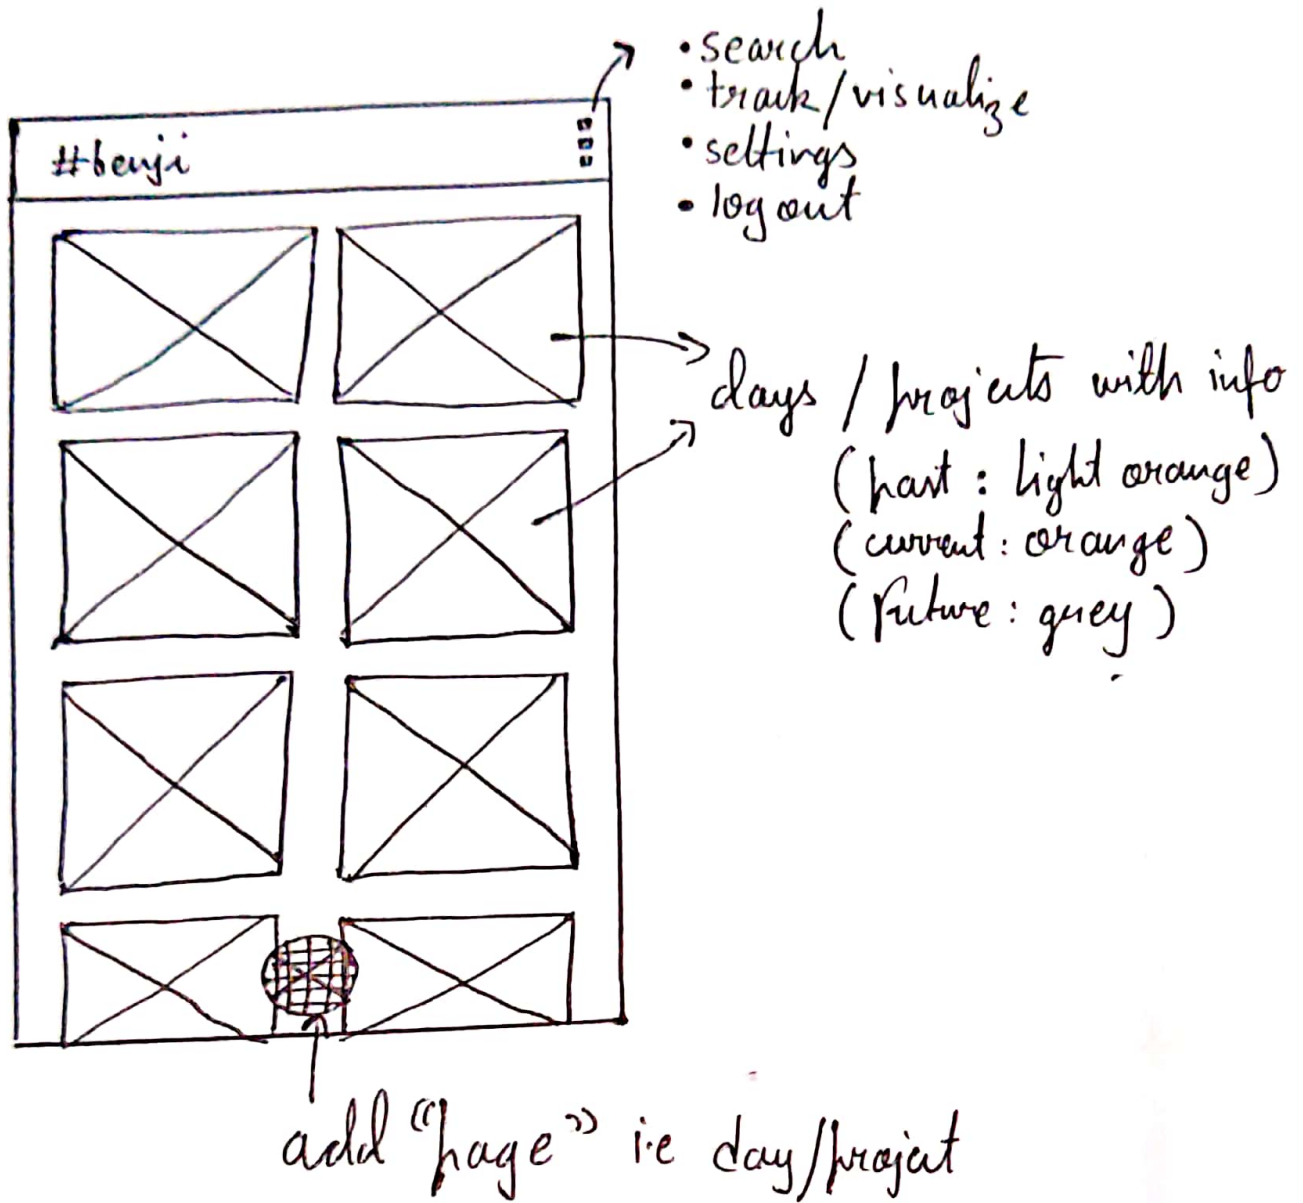 • search
• track/visualize
• settings
• log out
#benji
days / projects with info
(past : light orange)
(current : orange)
(Future : grey)
add "page" i.e day/project